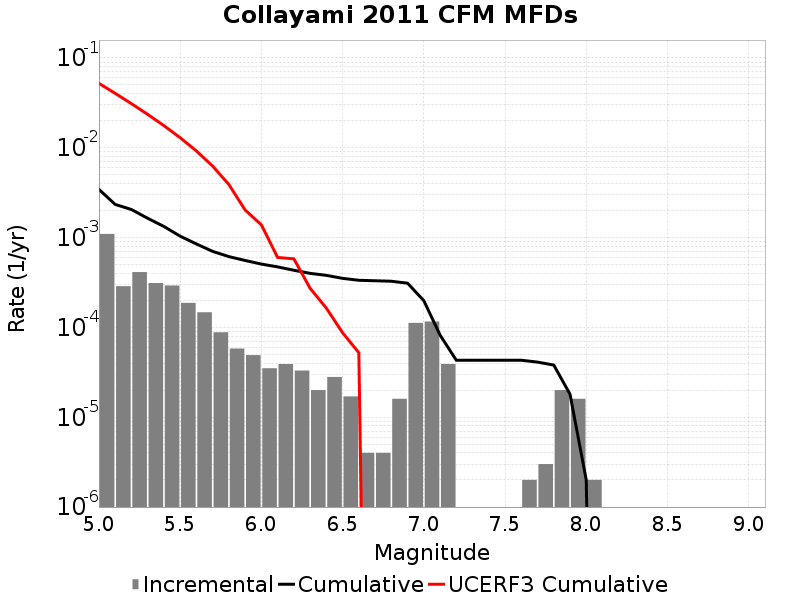 Collayami 2011 CFM MFDs
10-1
10-2
10-3
10-4
10-5
10-6
Rate (1/yr)
5.0 5.5 6.0 6.5 7.0 7.5 8.0 8.5 9.0
Magnitude
Incremental Cumulative UCERF3 Cumulative